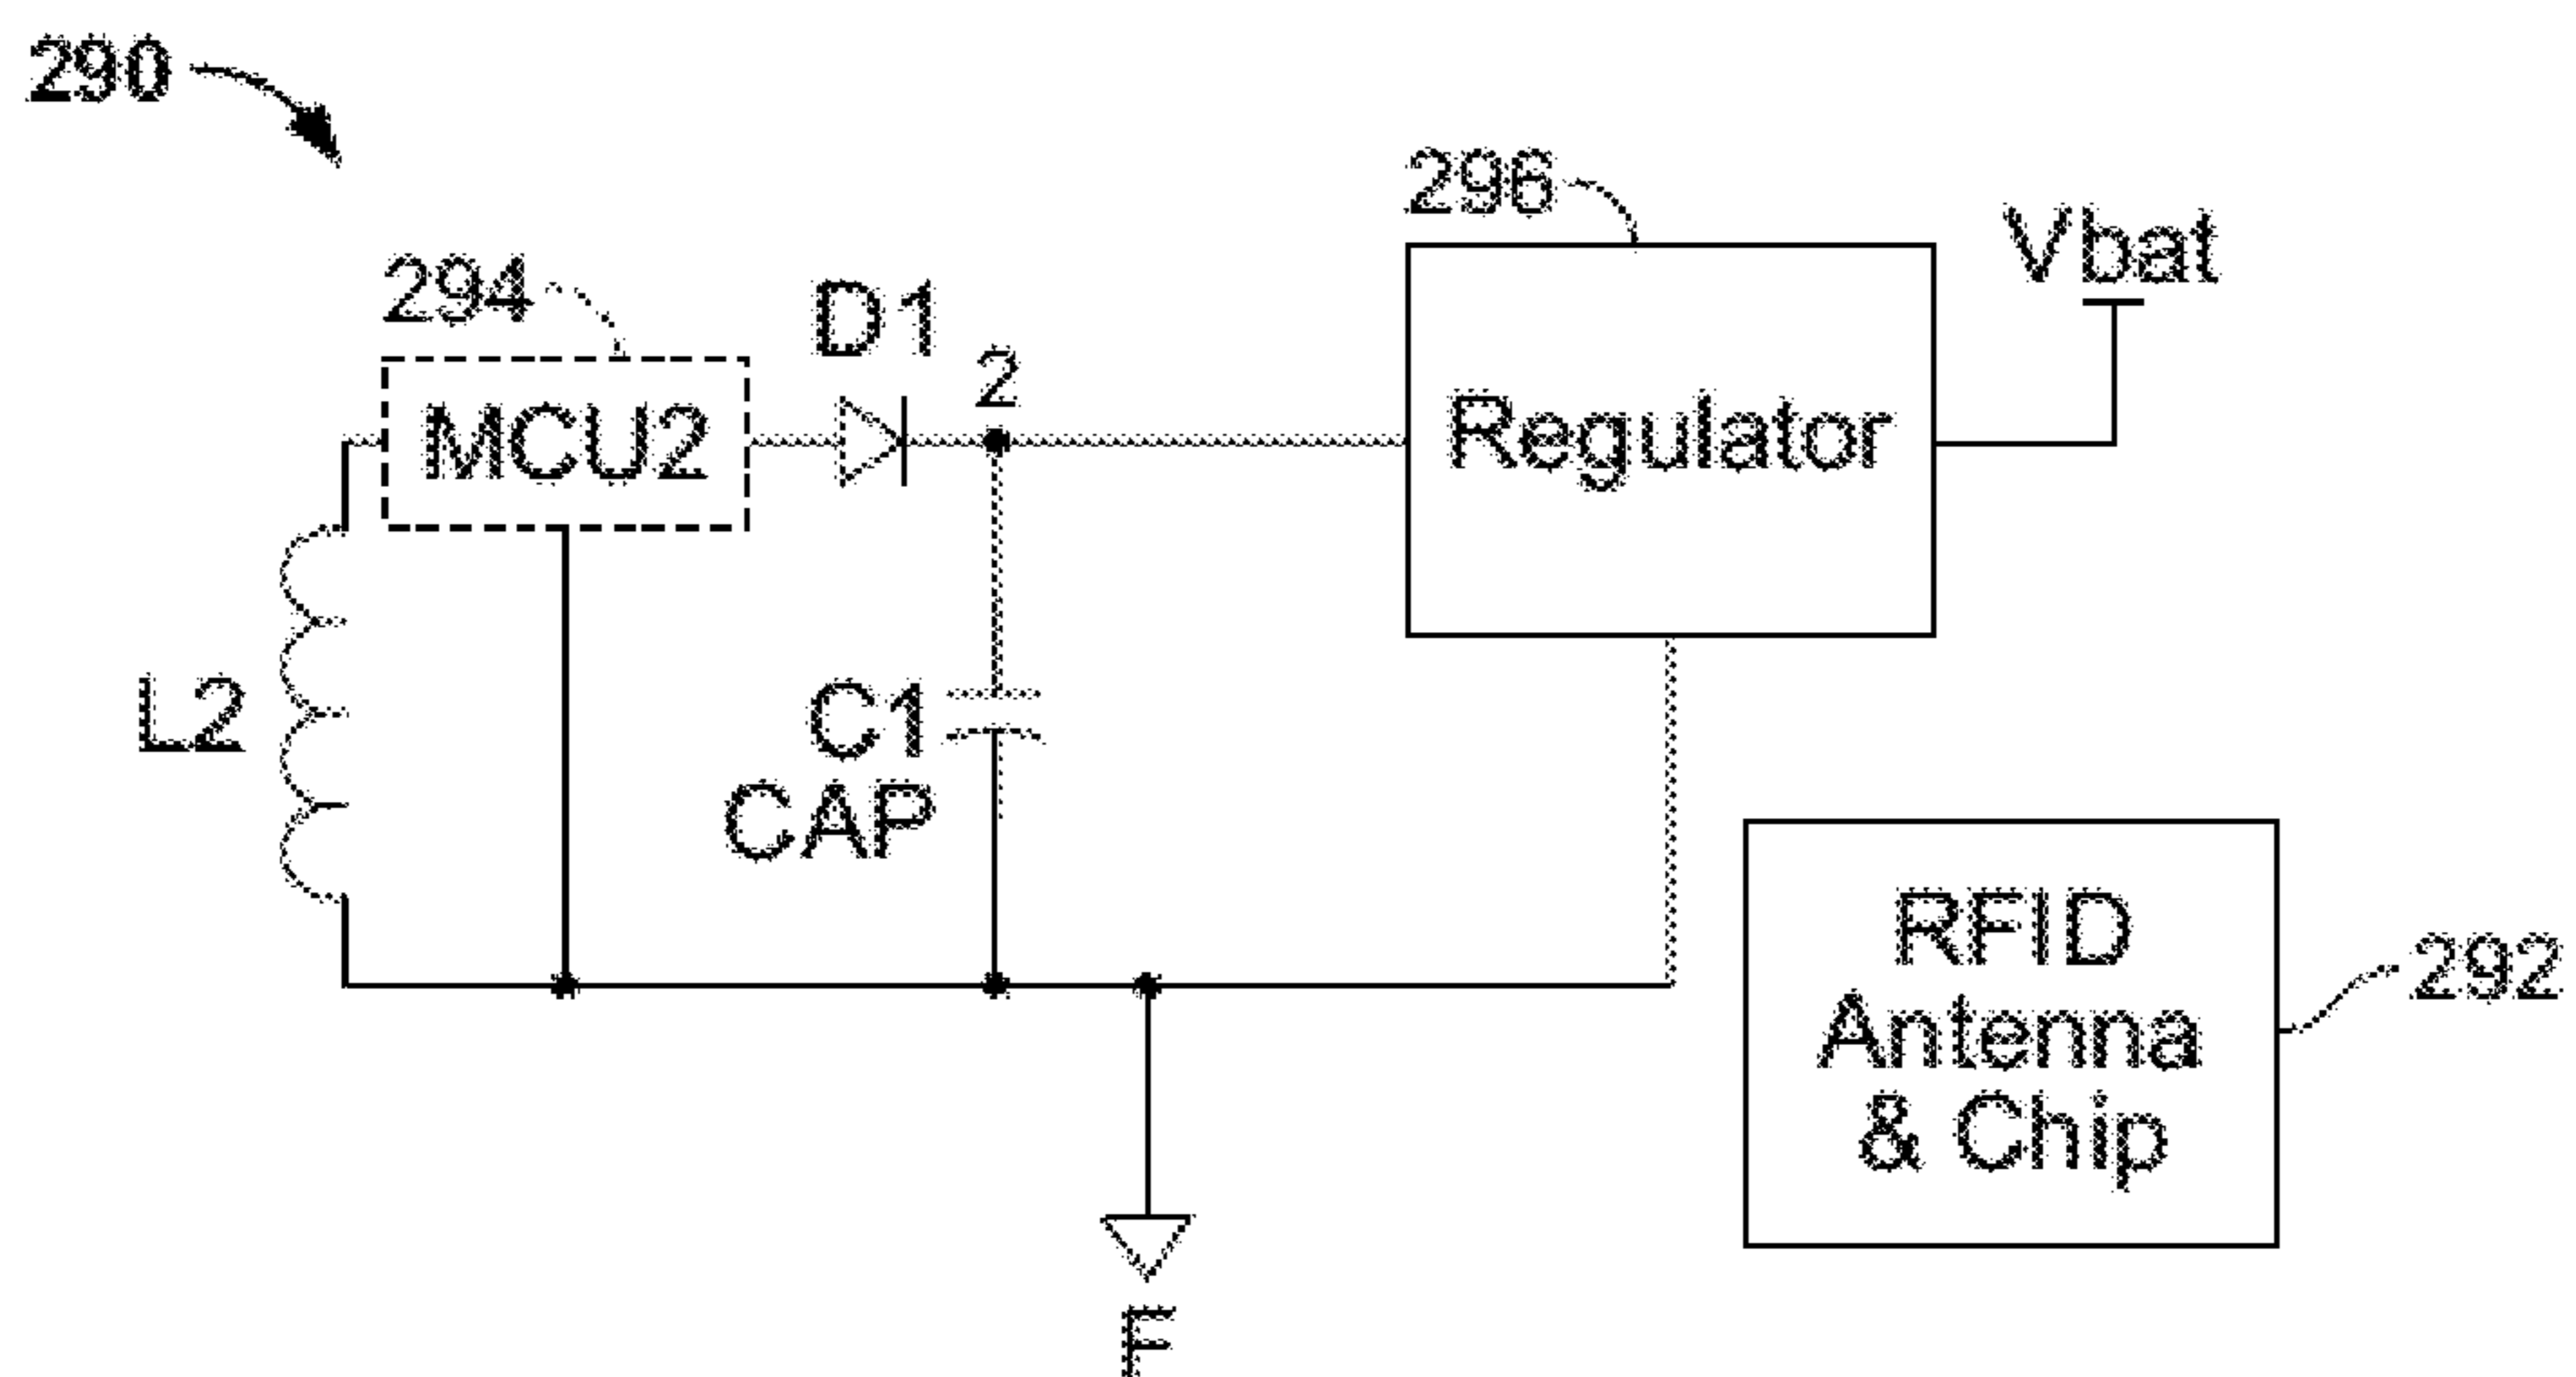 290
296
Vbat
294
D1
2
MCU2
Regulator
L2
C1
CAP
RFID
Antenna
& Chip
292
F